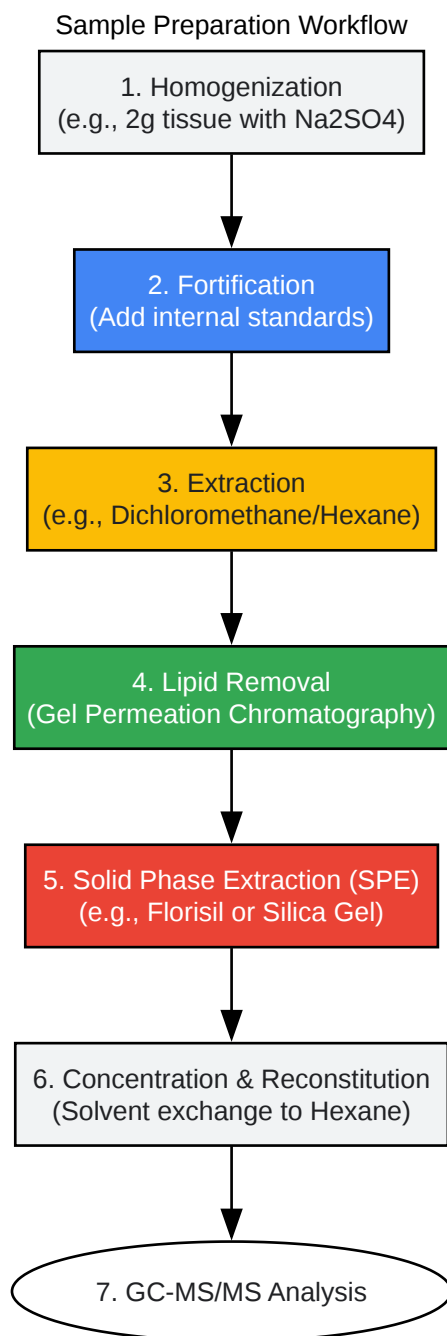 Sample Preparation Workflow
1. Homogenization
(e.g., 2g tissue with Na2SO4)
2. Fortification
(Add internal standards)
3. Extraction
(e.g., Dichloromethane/Hexane)
4. Lipid Removal
(Gel Permeation Chromatography)
5. Solid Phase Extraction (SPE)
(e.g., Florisil or Silica Gel)
6. Concentration & Reconstitution
(Solvent exchange to Hexane)
7. GC-MS/MS Analysis